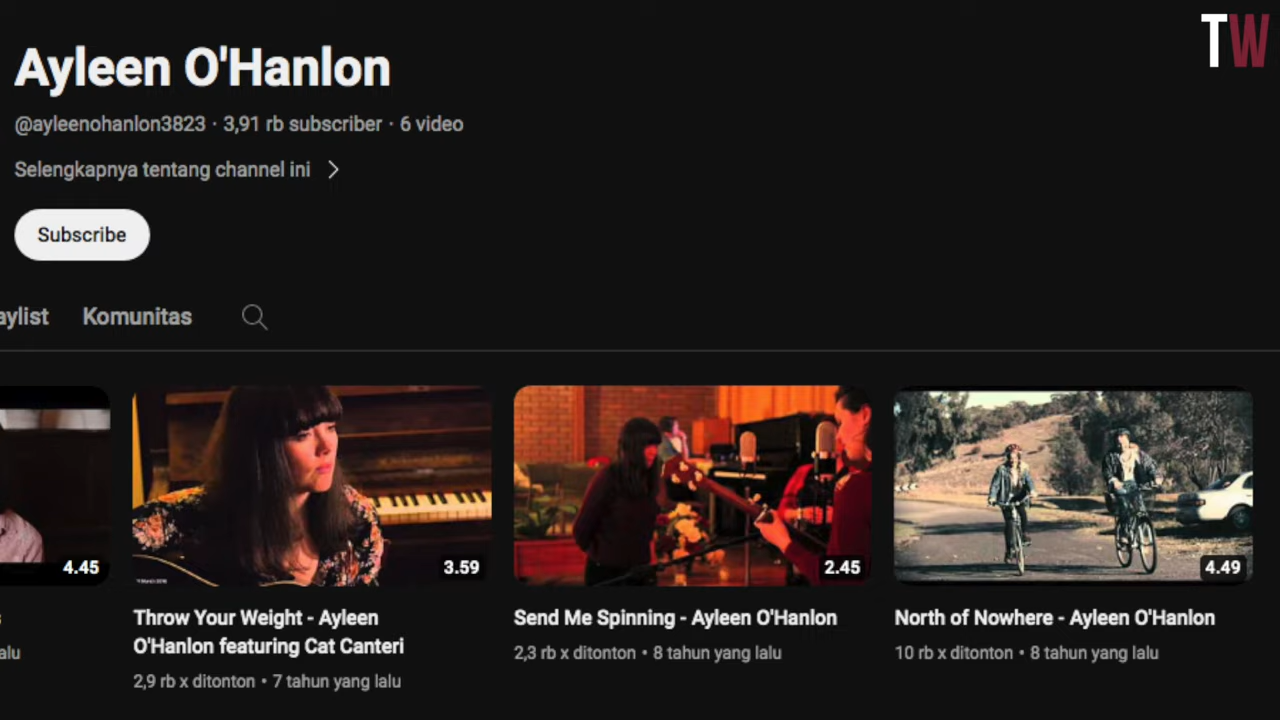 TW
Ayleen O'Hanlon
@ayleenohanlon3823 · 3,91 rb subscriber · 6 video
Selengkapnya tentang channel ini
Subscribe
aylist Komunitas
4.45
3.59
2.45
4.49
Throw Your Weight - Ayleen
O'Hanlon featuring Cat Canteri
2,9 rb x ditonton • 7 tahun yang lalu
Send Me Spinning - Ayleen O'Hanlon
2,3 rb x ditonton • 8 tahun yang lalu
North of Nowhere - Ayleen O'Hanlon
10 rb x ditonton • 8 tahun yang lalu
alu